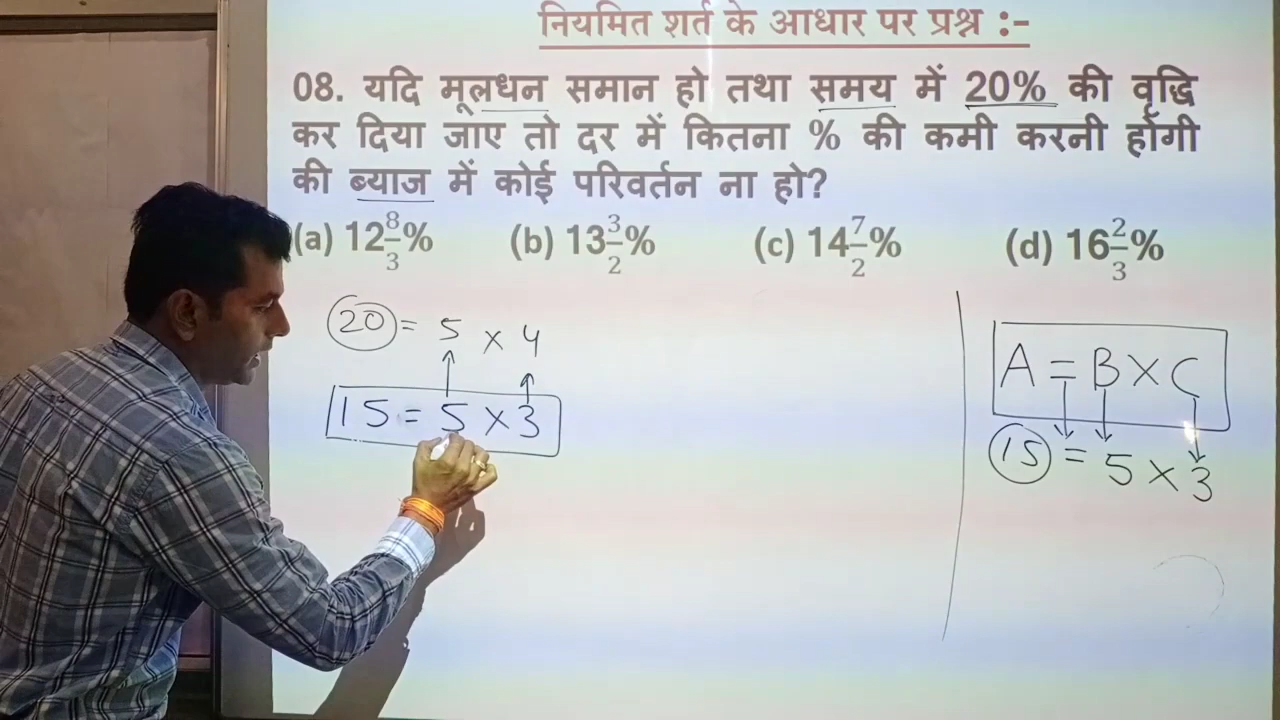 नियमित शर्त के आधार पर प्रश्न :-
08. यदि मूलधन समान हो तथा समय में 20% की वृद्धि
कर दिया जाए तो दर में कितना % की कमी करनी होगी
की ब्याज में कोई परिवर्तन ना हो?
(a) 12 8/3% (b) 13 3/2% (c) 14 7/2% (d) 16 2/3%
20 = 5 x 4
15 = 5 x 3
A = B x C
15 = 5 x 3